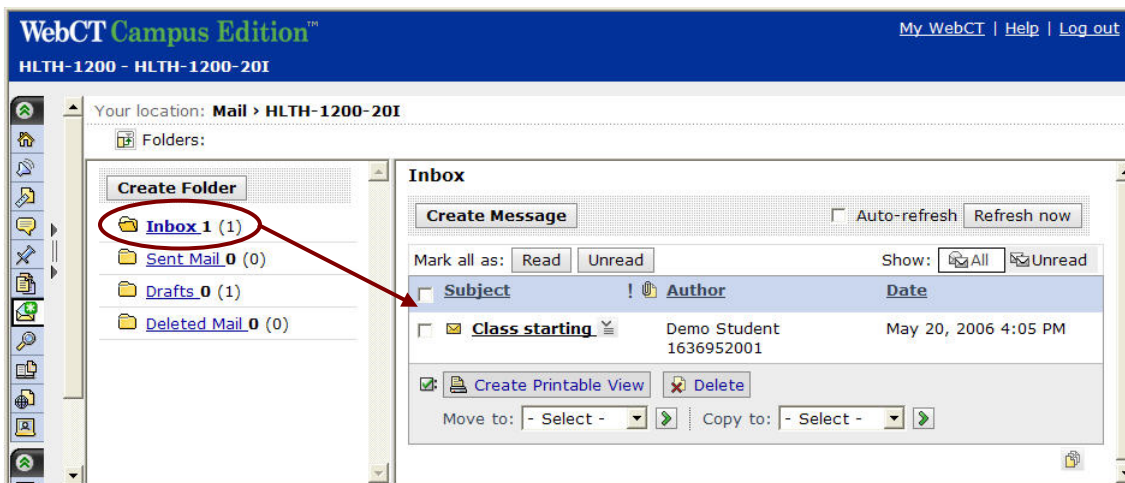 WebCT Campus Edition™
My WebCT | Help | Log out
HLTH-1200 - HLTH-1200-20I
Your location: Mail › HLTH-1200-20I
Folders:
Create Folder
Inbox 1 (1)
Sent Mail 0 (0)
Drafts 0 (1)
Deleted Mail 0 (0)
Inbox
Create Message
Auto-refresh Refresh now
Mark all as: Read Unread
Show: All Unread
Subject ! Author Date
Class starting Demo Student May 20, 2006 4:05 PM
1636952001
Create Printable View Delete
Move to: - Select - Copy to: - Select -